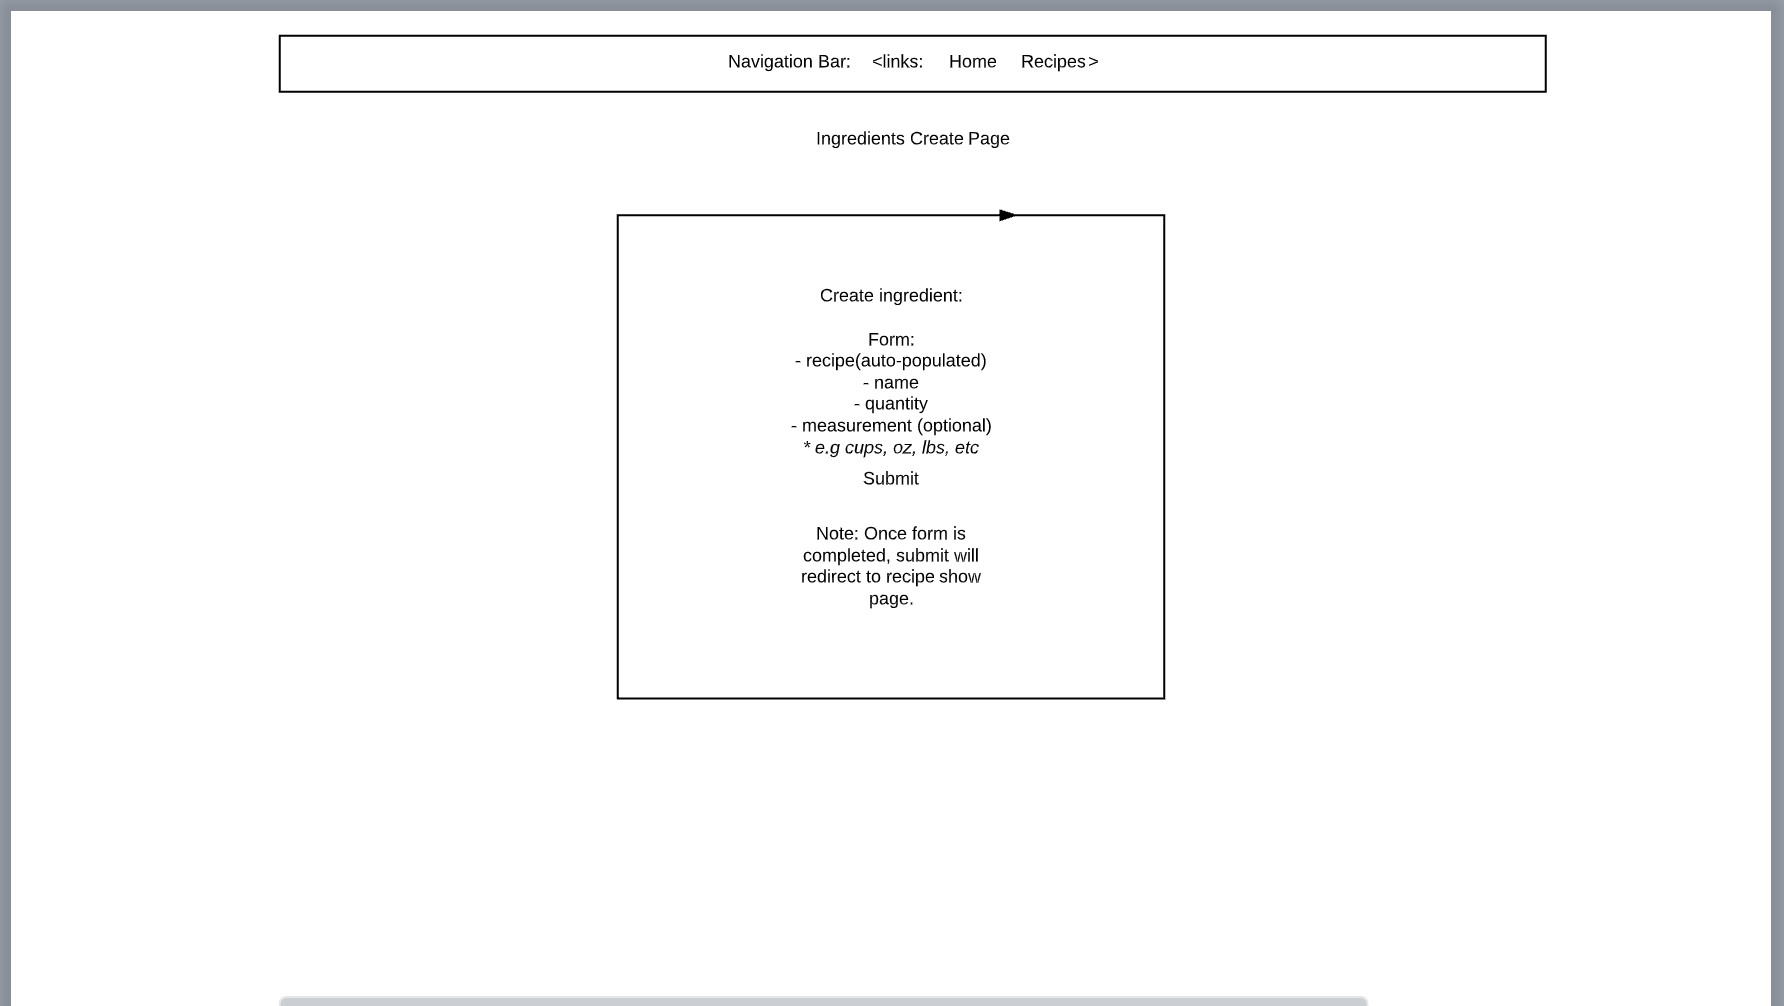 Navigation Bar: <links: Home Recipes>
Ingredients Create Page
Create ingredient:
Form:
- recipe(auto-populated)
- name
- quantity
- measurement (optional)
* e.g cups, oz, lbs, etc
Submit
Note: Once form is
completed, submit will
redirect to recipe show
page.